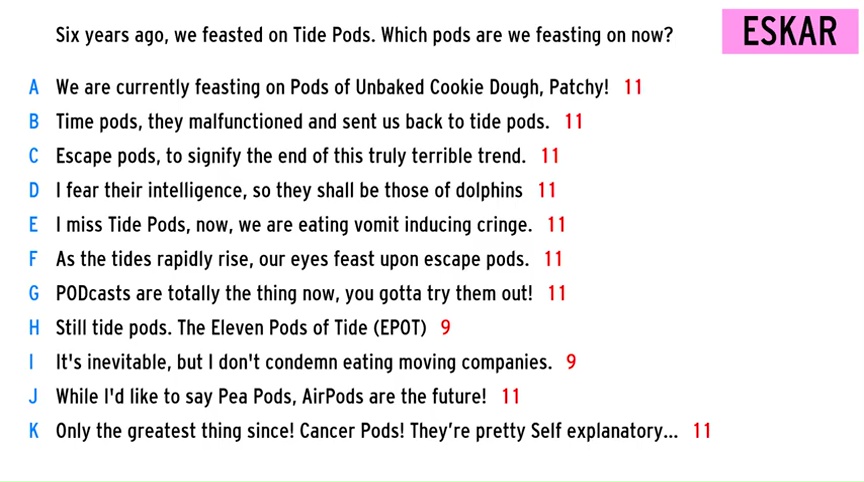 Six years ago, we feasted on Tide Pods. Which pods are we feasting on now?
ESKAR
A We are currently feasting on Pods of Unbaked Cookie Dough, Patchy! 11
B Time pods, they malfunctioned and sent us back to tide pods. 11
C Escape pods, to signify the end of this truly terrible trend. 11
D I fear their intelligence, so they shall be those of dolphins 11
E I miss Tide Pods, now, we are eating vomit inducing cringe. 11
F As the tides rapidly rise, our eyes feast upon escape pods. 11
G PODcasts are totally the thing now, you gotta try them out! 11
H Still tide pods. The Eleven Pods of Tide (EPOT) 9
I It's inevitable, but I don't condemn eating moving companies. 9
J While I'd like to say Pea Pods, AirPods are the future! 11
K Only the greatest thing since! Cancer Pods! They’re pretty Self explanatory... 11